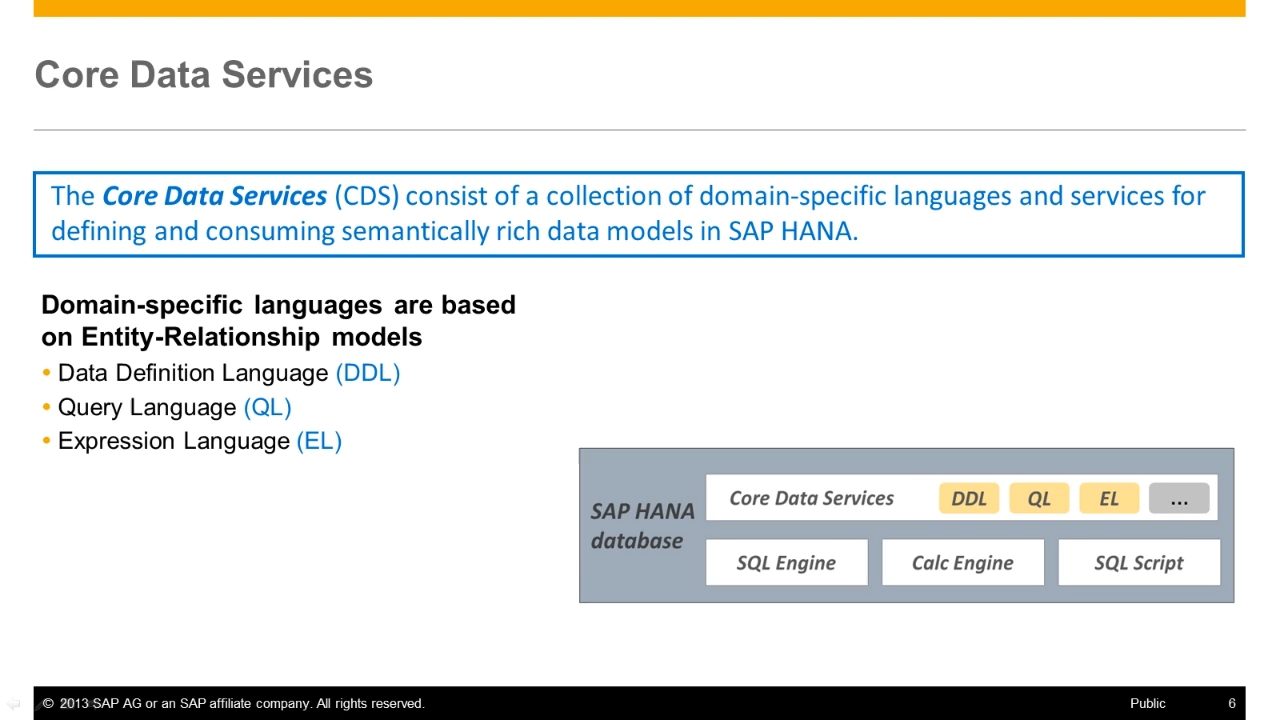 Core Data Services
The Core Data Services (CDS) consist of a collection of domain-specific languages and services for
defining and consuming semantically rich data models in SAP HANA.
Domain-specific languages are based
on Entity-Relationship models
• Data Definition Language (DDL)
• Query Language (QL)
• Expression Language (EL)
SAP HANA
database
Core Data Services DDL QL EL ...
SQL Engine Calc Engine SQL Script
© 2013 SAP AG or an SAP affiliate company. All rights reserved. Public 6